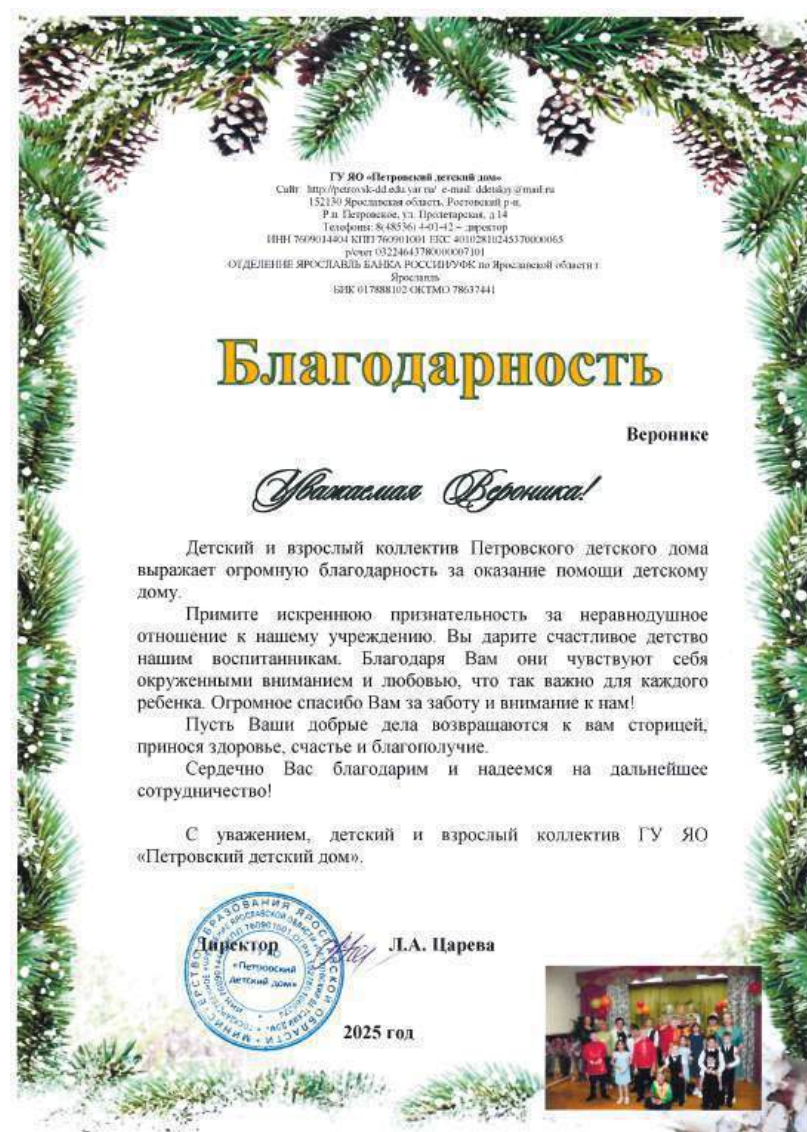 ГУ ЯО «Петровский детский дом»
Сайт: http://petrovsk-dd.edu.yar.ru/ e-mail: ddetskiy@mail.ru
152130 Ярославская область, Ростовский р-н,
Р.п. Петровское, ул. Пролетарская, д 14
Телефоны: 8(48536) 4-01-42 – директор
ИНН 7609014404 КПП 760901001 ЕКС 40102810245370000065
р/счет 03224643780000007101
ОТДЕЛЕНИЕ ЯРОСЛАВЛЬ БАНКА РОССИИ/УФК по Ярославской области г.
Ярославль
БИК 017888102 ОКТМО 78637441
Благодарность
Веронике
Уважаемая Вероника!
Детский и взрослый коллектив Петровского детского дома
выражает огромную благодарность за оказание помощи детскому
дому.
Примите искреннюю признательность за неравнодушное
отношение к нашему учреждению. Вы дарите счастливое детство
нашим воспитанникам. Благодаря Вам они чувствуют себя
окруженными вниманием и любовью, что так важно для каждого
ребенка. Огромное спасибо Вам за заботу и внимание к нам!
Пусть Ваши добрые дела возвращаются к вам сторицей,
принося здоровье, счастье и благополучие.
Сердечно Вас благодарим и надеемся на дальнейшее
сотрудничество!
С уважением, детский и взрослый коллектив ГУ ЯО
«Петровский детский дом».
Директор Л.А. Царева
МИНИСТЕРСТВО ОБРАЗОВАНИЯ ЯРОСЛАВСКОЙ ОБЛАСТИ
ГУ ЯО
«Петровский
детский дом»
2025 год